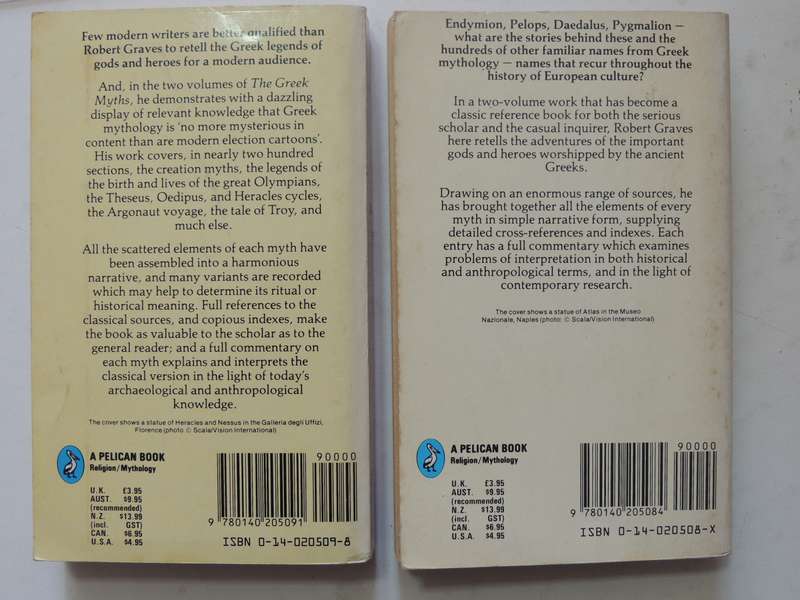 Few modern writers are better qualified than
Robert Graves to retell the Greek legends of
gods and heroes for a modern audience.
And, in the two volumes of The Greek
Myths, he demonstrates with a dazzling
display of relevant knowledge that Greek
mythology is 'no more mysterious in
content than are modern election cartoons'.
His work covers, in nearly two hundred
sections, the creation myths, the legends of
the birth and lives of the great Olympians,
the Theseus, Oedipus, and Heracles cycles,
the Argonaut voyage, the tale of Troy, and
much else.
All the scattered elements of each myth have
been assembled into a harmonious
narrative, and many variants are recorded
which may help to determine its ritual or
historical meaning. Full references to the
classical sources, and copious indexes, make
the book as valuable to the scholar as to the
general reader; and a full commentary on
each myth explains and interprets the
classical version in the light of today's
archaeological and anthropological
knowledge.
The cover shows a statue of Heracles and Nessus in the Galleria degli Uffizi,
Florence (photo: © Scala/Vision International)
A PELICAN BOOK
Religion/Mythology
U.K. £3.95
AUST. $9.95
(recommended)
N.Z. $13.99
(incl. GST)
CAN. $6.95
U.S.A. $4.95
90000
9 780140 205091
ISBN 0-14-020509-8
Endymion, Pelops, Daedalus, Pygmalion –
what are the stories behind these and the
hundreds of other familiar names from Greek
mythology – names that recur throughout the
history of European culture?
In a two-volume work that has become a
classic reference book for both the serious
scholar and the casual inquirer, Robert Graves
here retells the adventures of the important
gods and heroes worshipped by the ancient
Greeks.
Drawing on an enormous range of sources, he
has brought together all the elements of every
myth in simple narrative form, supplying
detailed cross-references and indexes. Each
entry has a full commentary which examines
problems of interpretation in both historical
and anthropological terms, and in the light of
contemporary research.
The cover shows a statue of Atlas in the Museo
Nazionale, Naples (photo: © Scala/Vision International)
A PELICAN BOOK
Religion/Mythology
U.K. £3.95
AUST. $9.95
(recommended)
N.Z. $13.99
(incl. GST)
CAN. $6.95
U.S.A. $4.95
90000
9 780140 205084
ISBN 0-14-020508-X